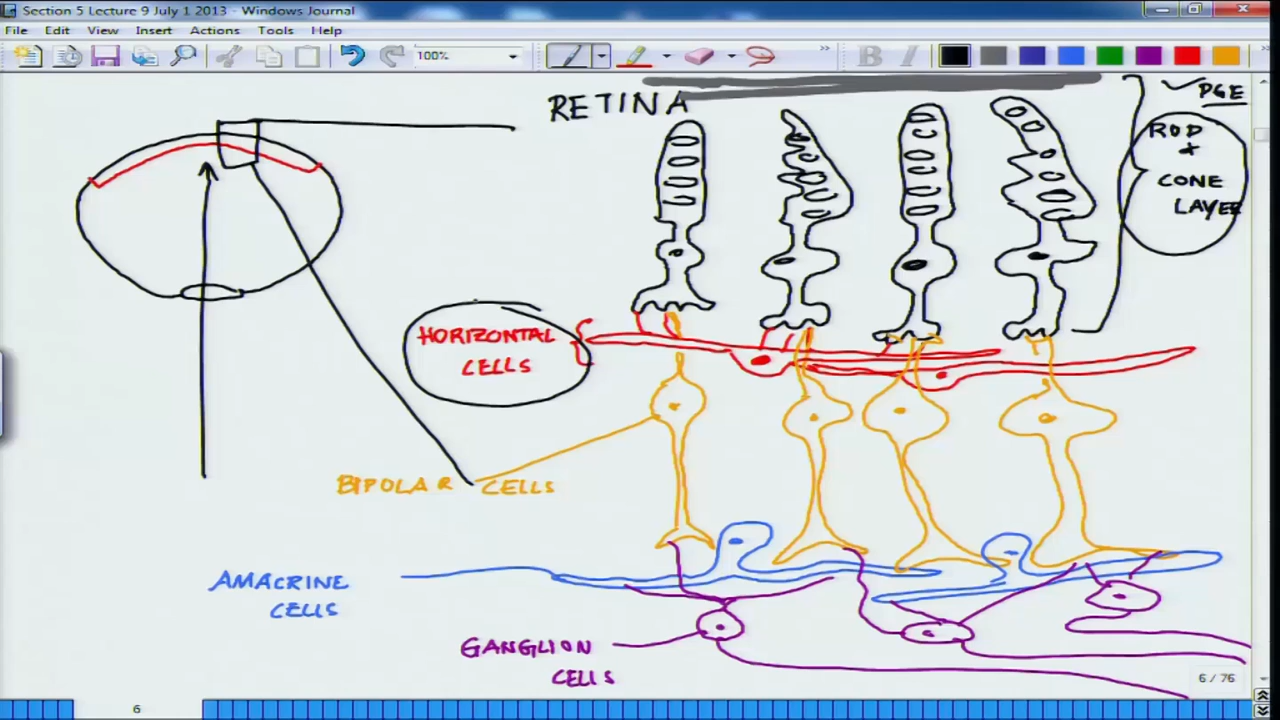 Section 5 Lecture 9 July 1 2013 - Windows Journal
File Edit View Insert Actions Tools Help
100%
B I
RETINA
PGE
ROD
+
CONE
LAYER
HORIZONTAL
CELLS
BIPOLAR CELLS
AMACRINE
CELLS
GANGLION
CELLS
6 / 76
6